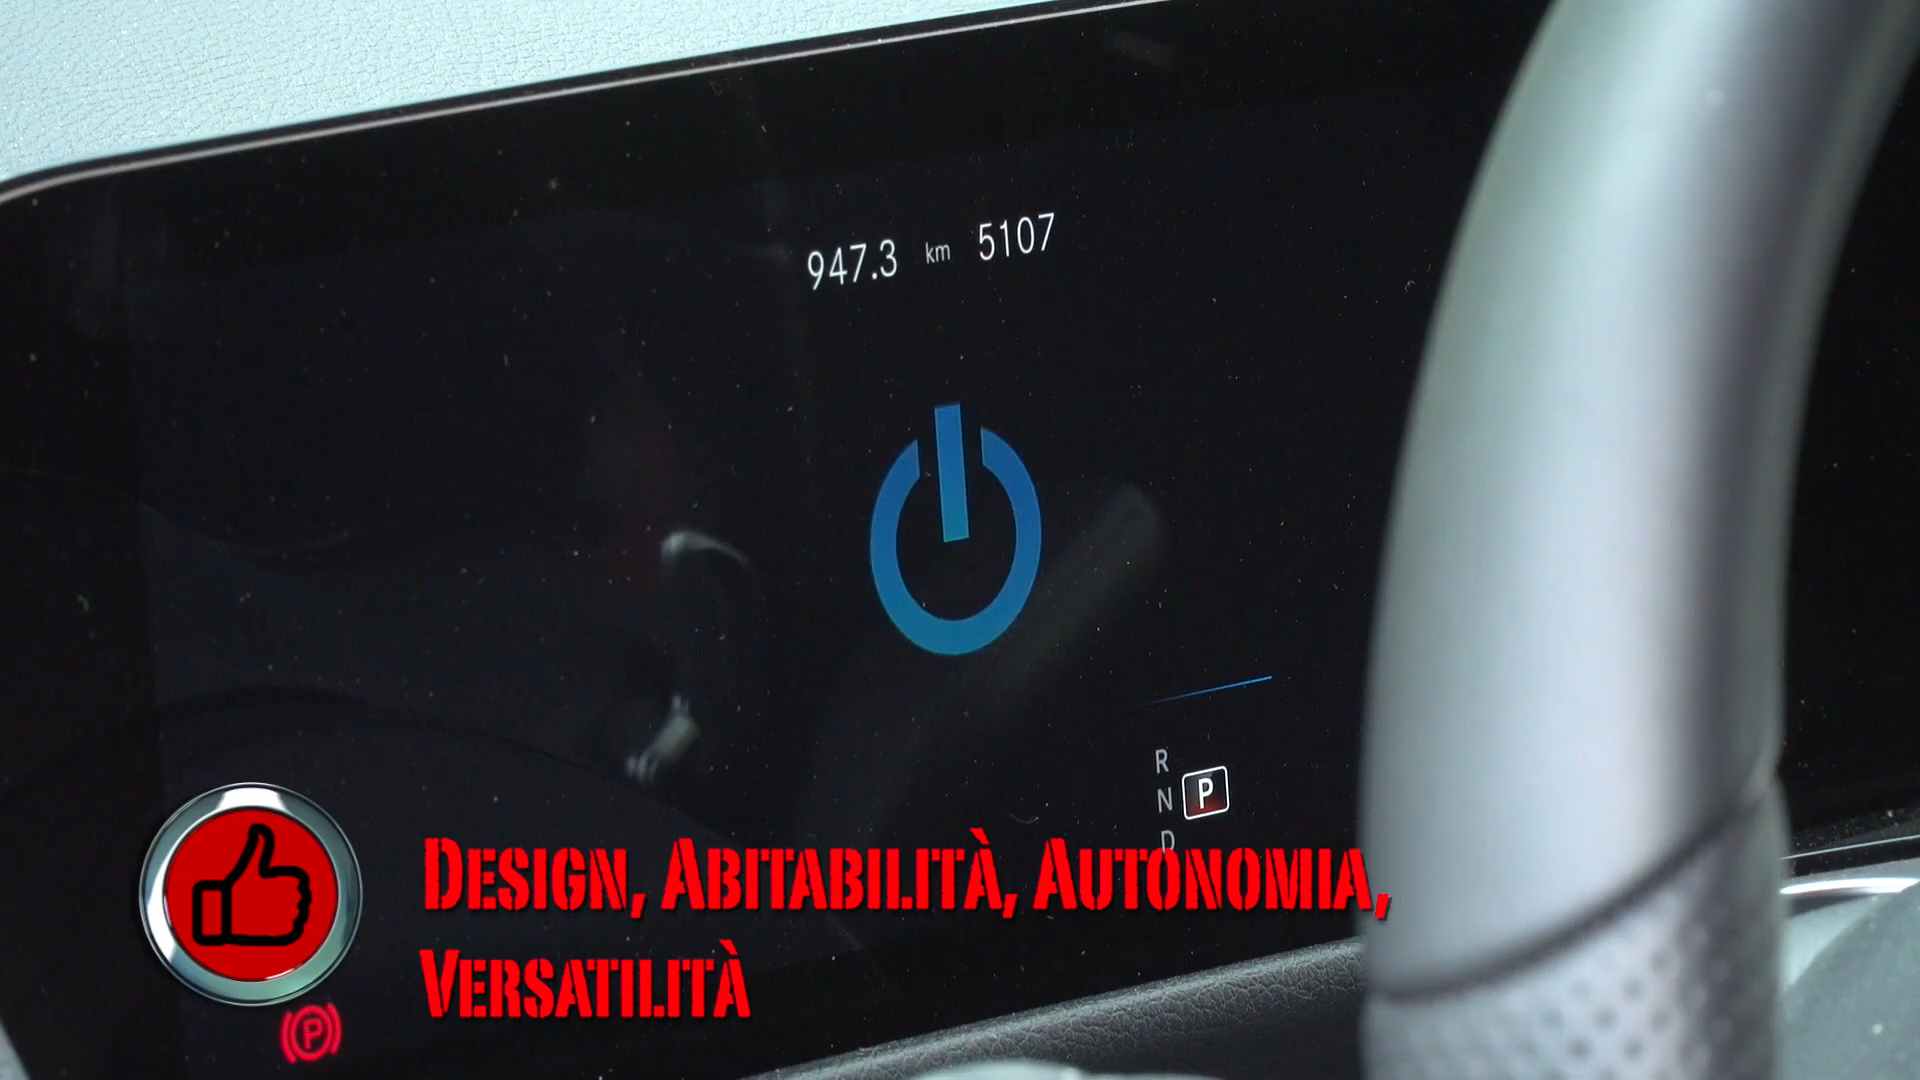 947.3 km 5107
R
N P
D
Design, Abitabilità, Autonomia,
Versatilità
P